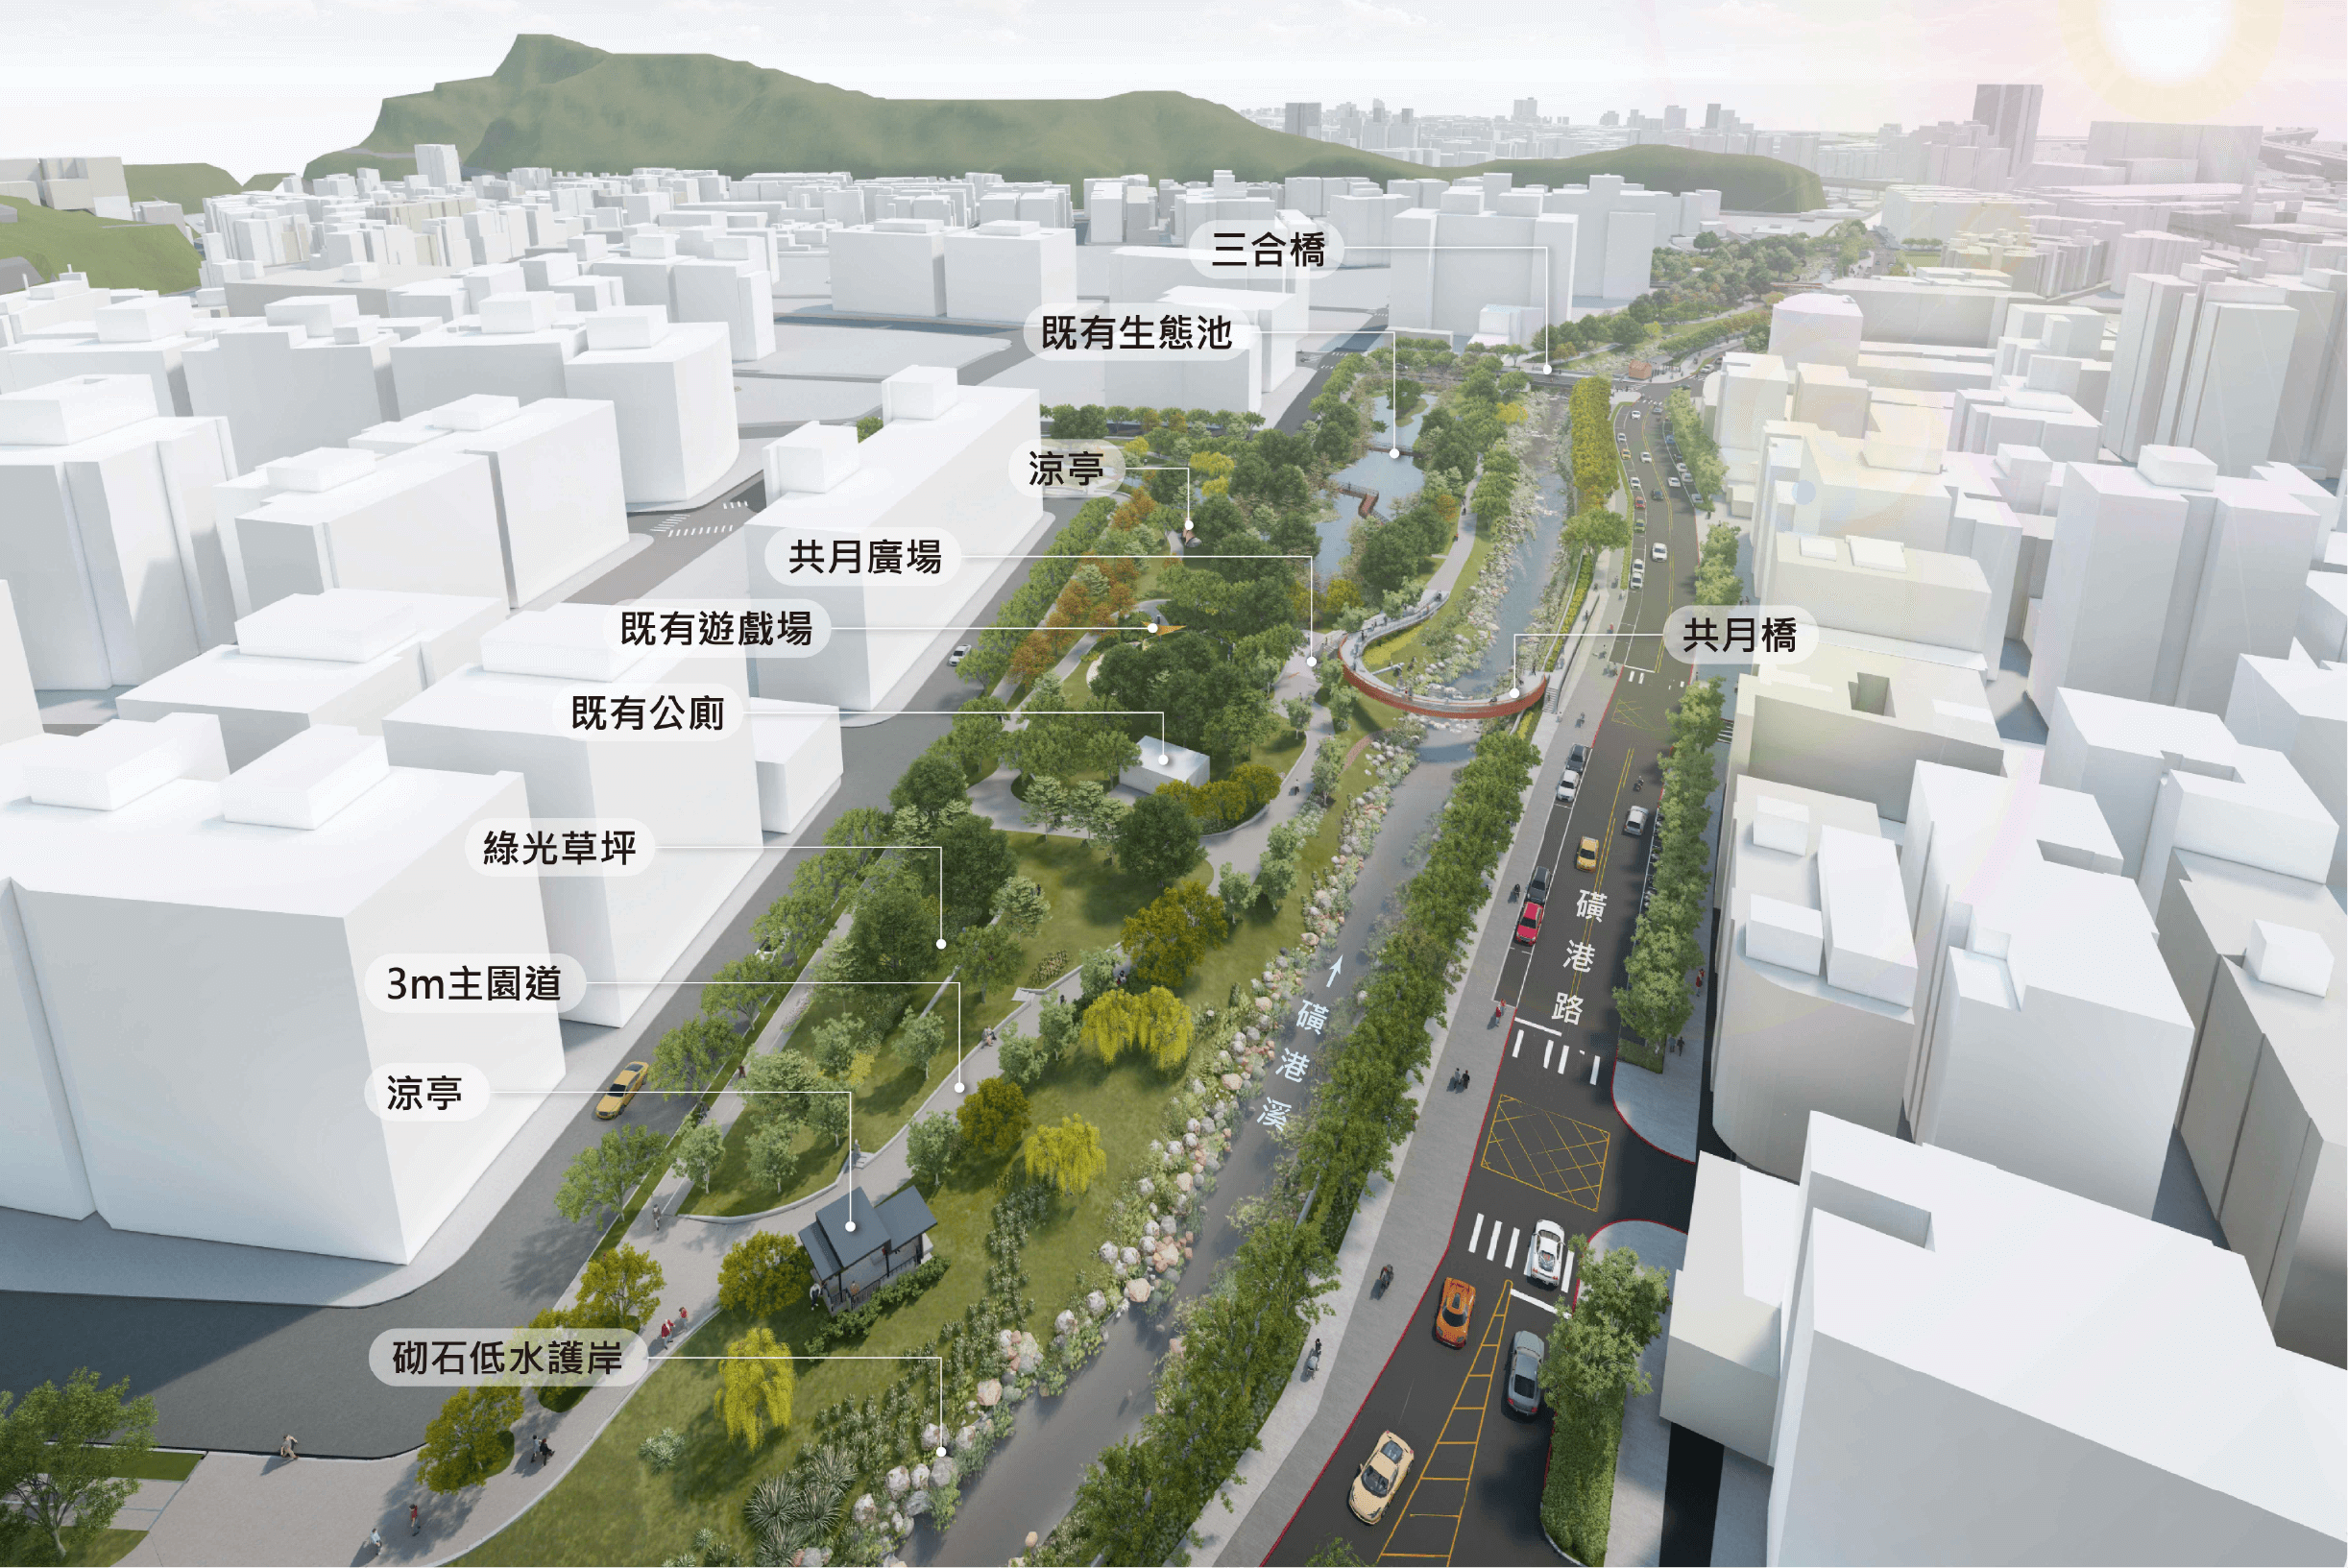 三合橋
既有生態池
涼亭
共月廣場
既有遊戲場
共月橋
既有公廁
綠光草坪
磺港路
3m主園道
磺港溪
涼亭
砌石低水護岸